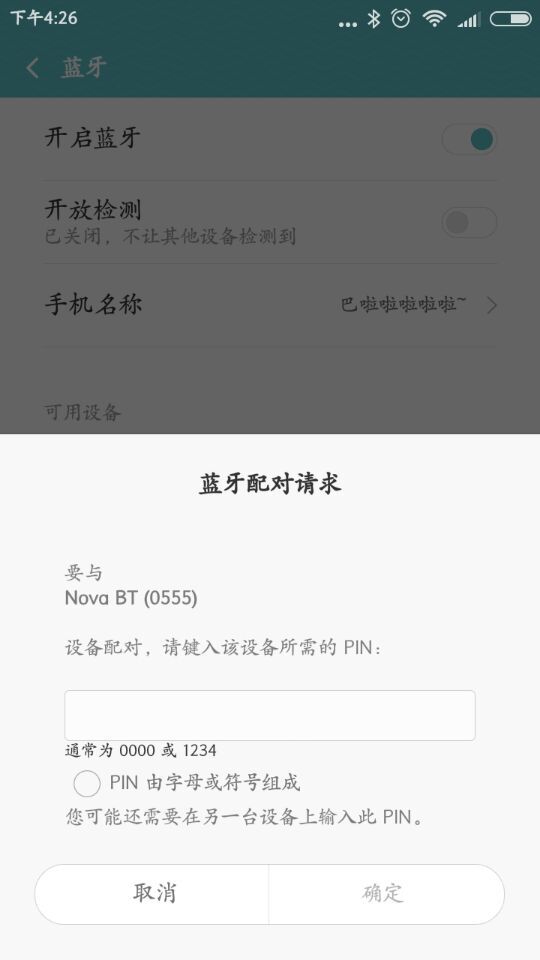 下午4:26
蓝牙
开启蓝牙
开放检测
已关闭，不让其他设备检测到
手机名称
巴啦啦啦啦啦~
可用设备
蓝牙配对请求
要与
Nova BT (0555)
设备配对，请键入该设备所需的 PIN：
通常为 0000 或 1234
PIN 由字母或符号组成
您可能还需要在另一台设备上输入此 PIN。
取消
确定